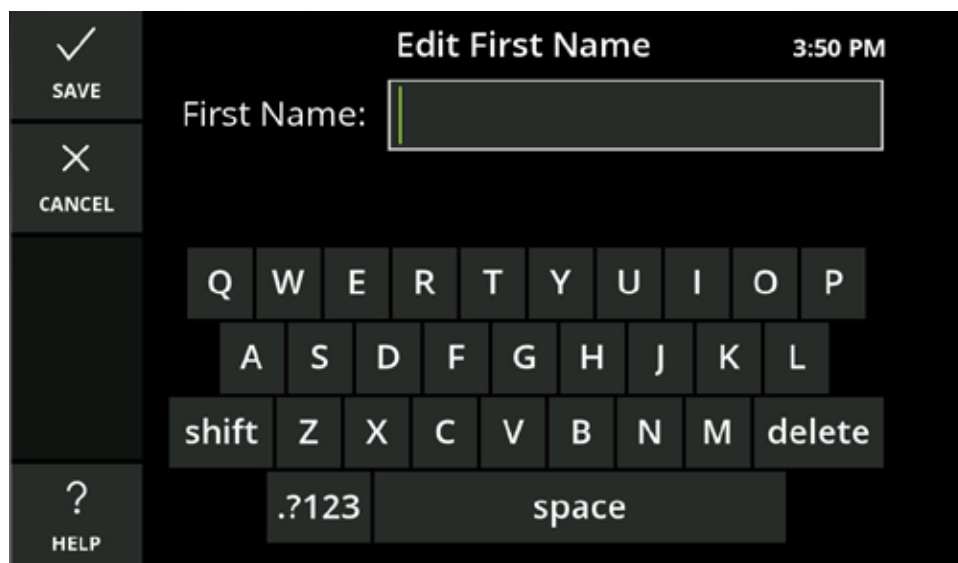 SAVE
CANCEL
?
HELP
Edit First Name 3:50 PM
First Name:
Q W E R T Y U I O P
A S D F G H J K L
shift Z X C V B N M delete
.?123 space